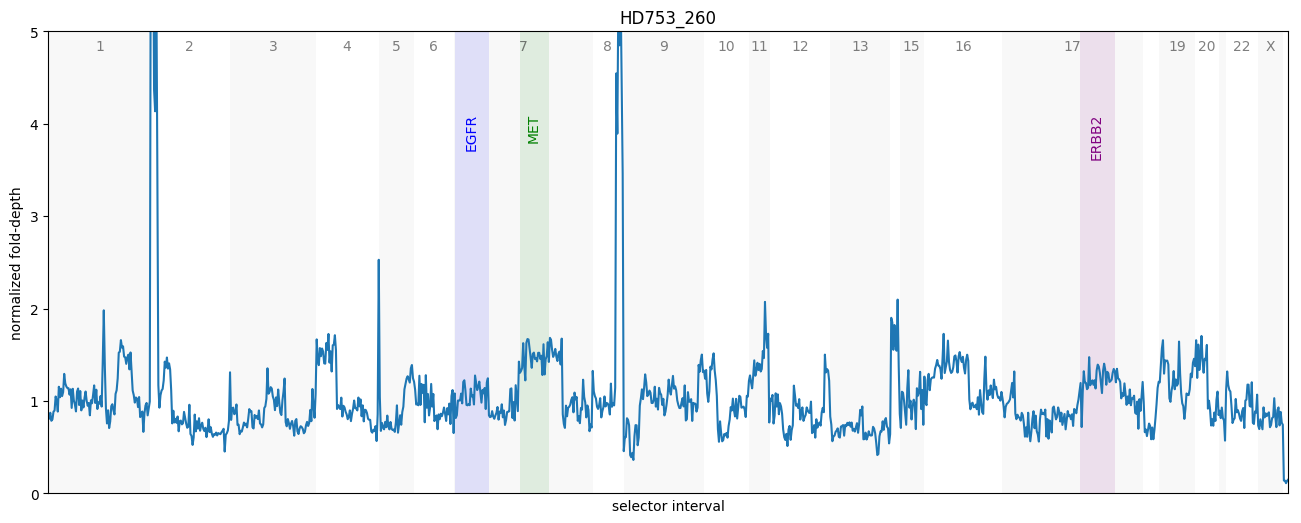 HD753_260
1 2 3 4 5 6 7 8 9 10 11 12 13 15 16 17 19 20 22 X
EGFR
MET
ERBB2
5
4
3
2
1
0
normalized fold-depth
selector interval